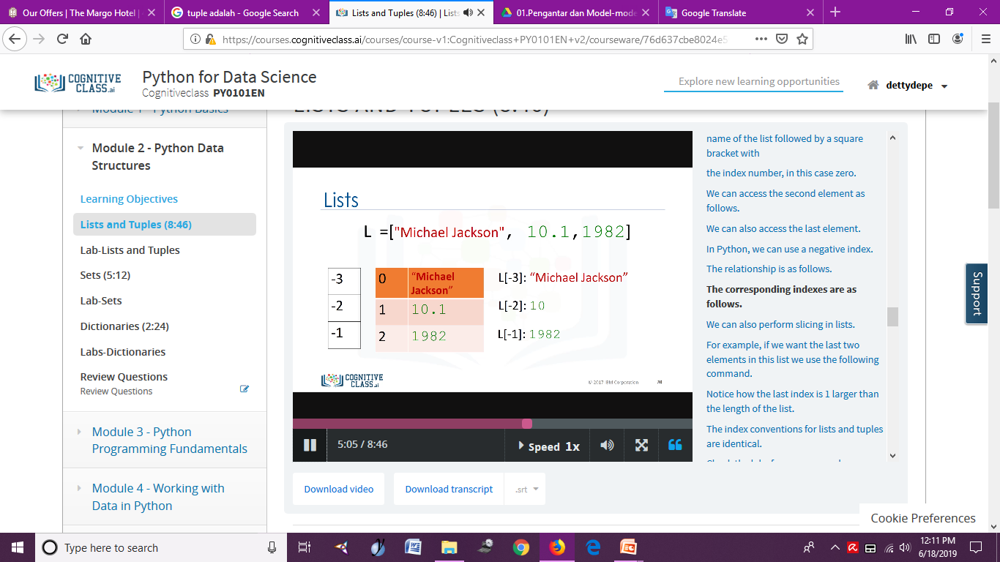 Our Offers | The Margo Hotel |
tuple adalah - Google Search
Lists and Tuples (8:46) | Lists
01.Pengantar dan Model-mode
Google Translate
https://courses.cognitiveclass.ai/courses/course-v1:Cognitiveclass+PY0101EN+v2/courseware/76d637cbe8024e5
COGNITIVE
CLASS.ai
Python for Data Science
Cognitiveclass PY0101EN
Explore new learning opportunities
dettydepe
Module 1 - Python Basics
Module 2 - Python Data
Structures
Learning Objectives
Lists and Tuples (8:46)
Lab-Lists and Tuples
Sets (5:12)
Lab-Sets
Dictionaries (2:24)
Labs-Dictionaries
Review Questions
Review Questions
Module 3 - Python
Programming Fundamentals
Module 4 - Working with
Data in Python
LISTS AND TUPLES (8:46)
Lists
L =["Michael Jackson", 10.1,1982]
-3 0 “Michael Jackson” L[-3]: “Michael Jackson”
-2 1 10.1 L[-2]: 10
-1 2 1982 L[-1]: 1982
COGNITIVE
CLASS.ai
© 2017 IBM Corporation
20
5:05 / 8:46
Speed 1x
name of the list followed by a square
bracket with
the index number, in this case zero.
We can access the second element as
follows.
We can also access the last element.
In Python, we can use a negative index.
The relationship is as follows.
The corresponding indexes are as
follows.
We can also perform slicing in lists.
For example, if we want the last two
elements in this list we use the following
command.
Notice how the last index is 1 larger than
the length of the list.
The index conventions for lists and tuples
are identical.
Support
Download video
Download transcript
.srt
Cookie Preferences
Type here to search
12:11 PM
6/18/2019